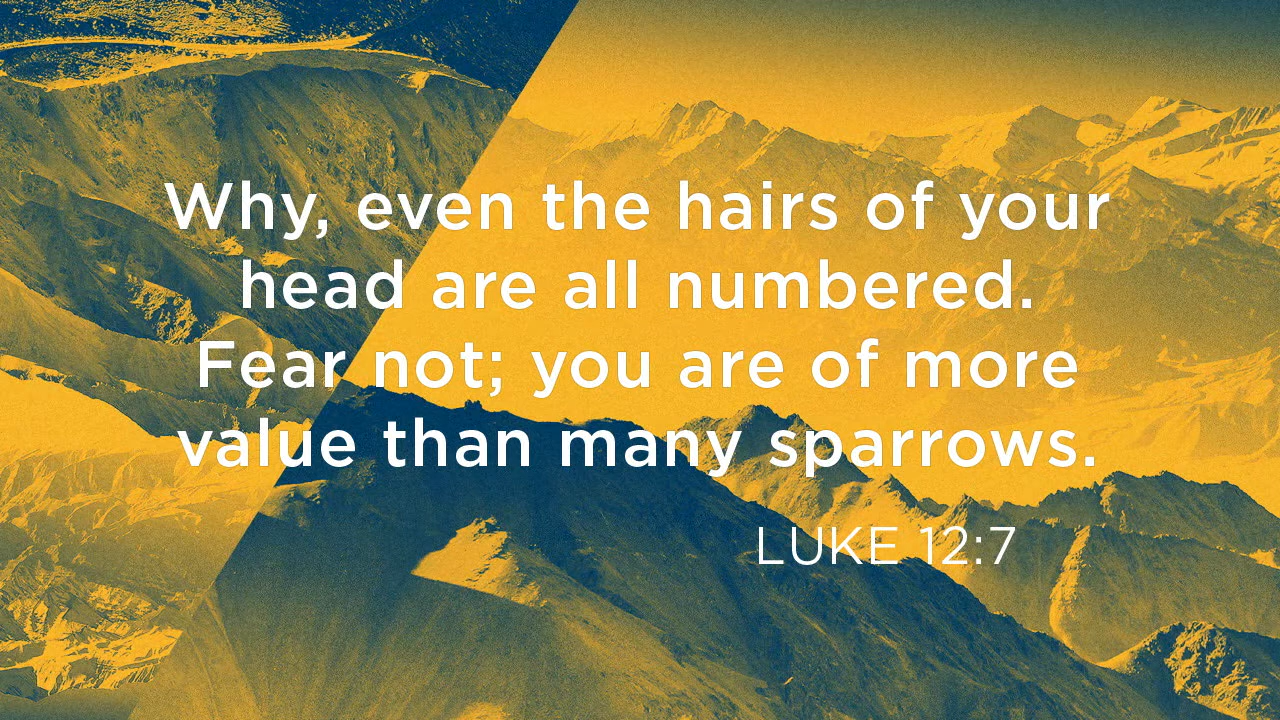 Why, even the hairs of your
head are all numbered.
Fear not; you are of more
value than many sparrows.
LUKE 12:7